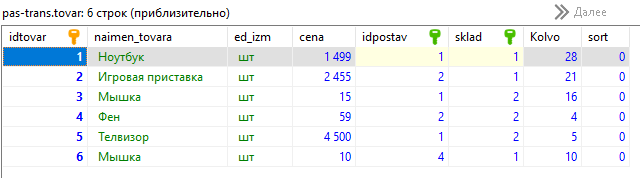 pas-trans.tovar: 6 строк (приблизительно) Далее
idtovar naimen_tovara ed_izm цена idpostav sklad Kolvo sort
1 Ноутбук шт 1 499 1 1 28 0
2 Игровая приставка шт 2 455 2 1 21 0
3 Мышка шт 15 1 2 16 0
4 Фен шт 59 2 2 4 0
5 Телвизор шт 4 500 1 2 5 0
6 Мышка шт 10 4 1 10 0